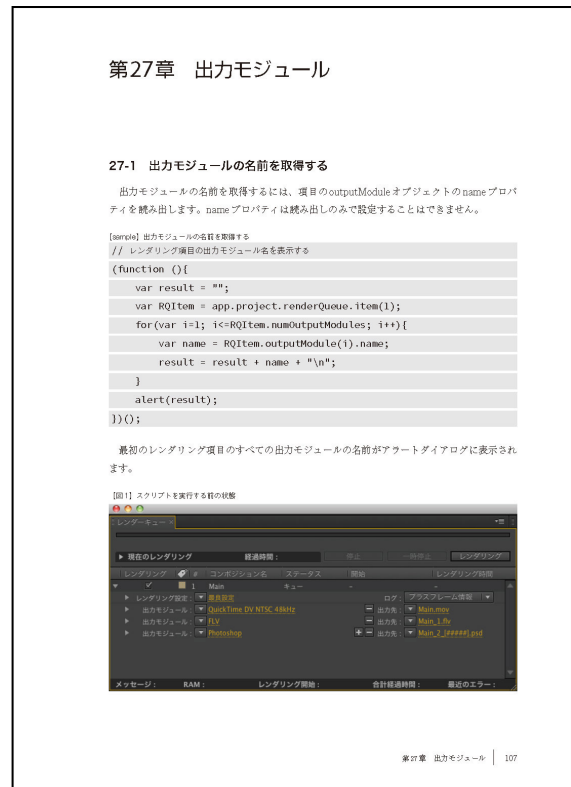 第27章　出力モジュール
27-1　出力モジュールの名前を取得する
　出力モジュールの名前を取得するには、項目のoutputModuleオブジェクトのnameプロパ
ティを読み出します。nameプロパティは読み出しのみで設定することはできません。
[sample] 出力モジュールの名前を取得する
// レンダリング項目の出力モジュール名を表示する
(function (){
    var result = "";
    var RQItem = app.project.renderQueue.item(1);
    for(var i=1; i<=RQItem.numOutputModules; i++){
        var name = RQItem.outputModule(i).name;
        result = result + name + "\n";
    }
    alert(result);
})();
　最初のレンダリング項目のすべての出力モジュールの名前がアラートダイアログに表示され
ます。
[図1] スクリプトを実行する前の状態
レンダーキュー ×
現在のレンダリング 経過時間： 停止 一時停止 レンダリング
レンダリング # コンポジション名 ステータス 開始 レンダリング時間
1 Main キュー - -
レンダリング設定： 最良設定 ログ： プラスフレーム情報
出力モジュール： QuickTime DV NTSC 48kHz 出力先： Main.mov
出力モジュール： FLV 出力先： Main_1.flv
出力モジュール： Photoshop 出力先： Main_2_[#####].psd
メッセージ： RAM： レンダリング開始： 合計経過時間： 最近のエラー：
第27章　出力モジュール 107